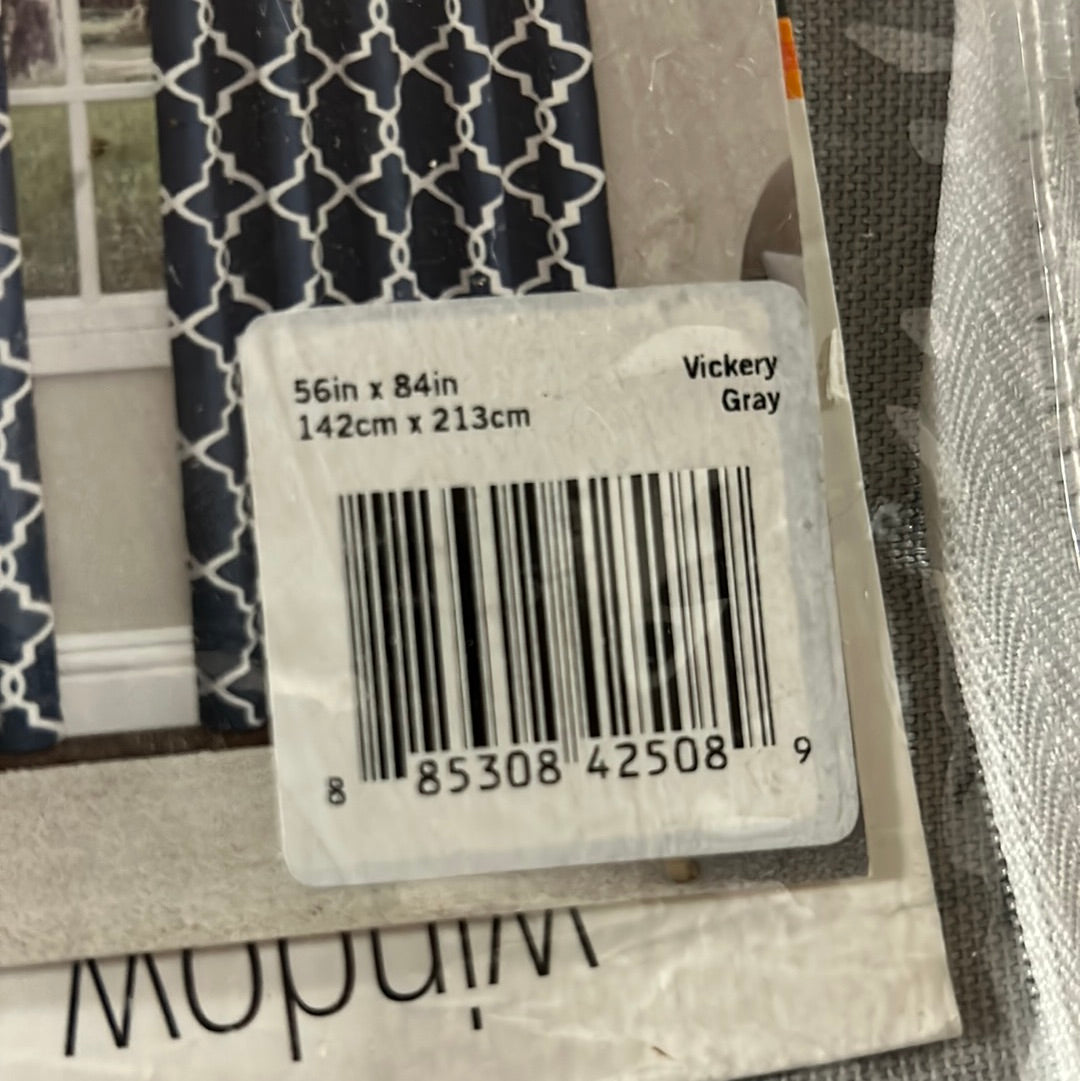 56in x 84in
142cm x 213cm
Vickery
Gray
8 85308 42508 9
window